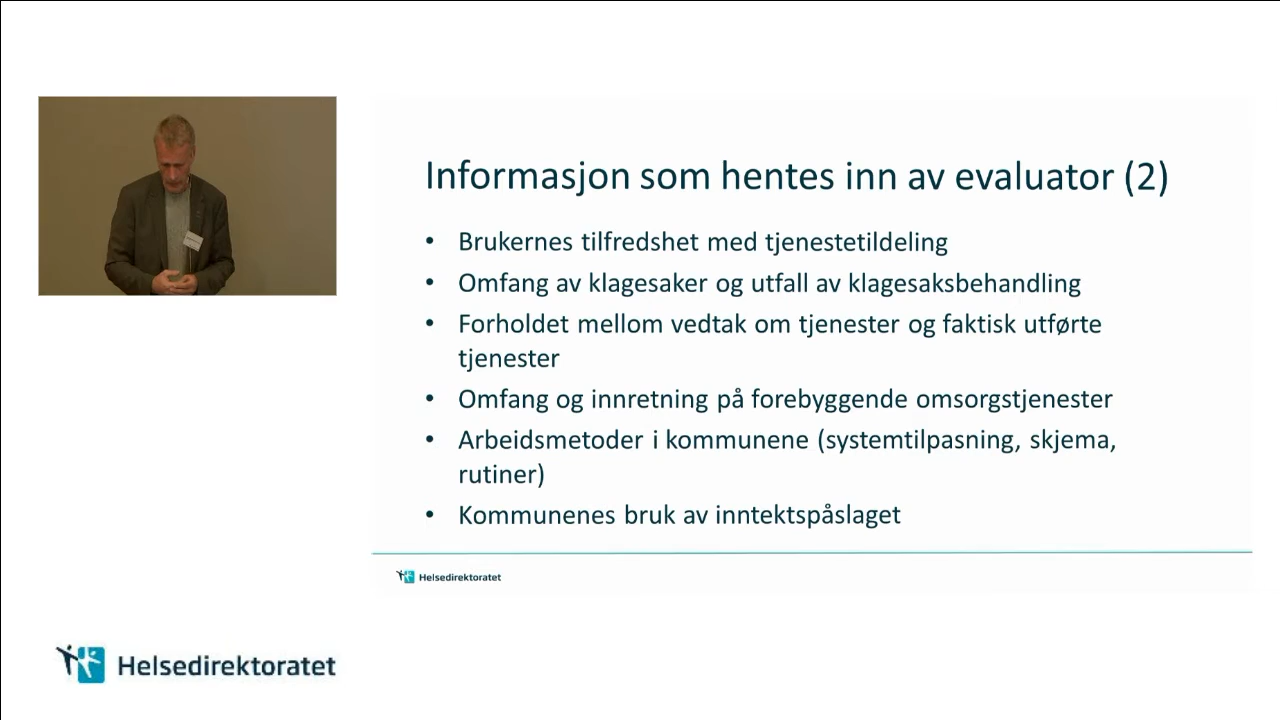 Informasjon som hentes inn av evaluator (2)
• Brukernes tilfredshet med tjenestetildeling
• Omfang av klagesaker og utfall av klagesaksbehandling
• Forholdet mellom vedtak om tjenester og faktisk utførte
tjenester
• Omfang og innretning på forebyggende omsorgstjenester
• Arbeidsmetoder i kommunene (systemtilpasning, skjema,
rutiner)
• Kommunenes bruk av inntektspåslaget
Helsedirektoratet
Helsedirektoratet